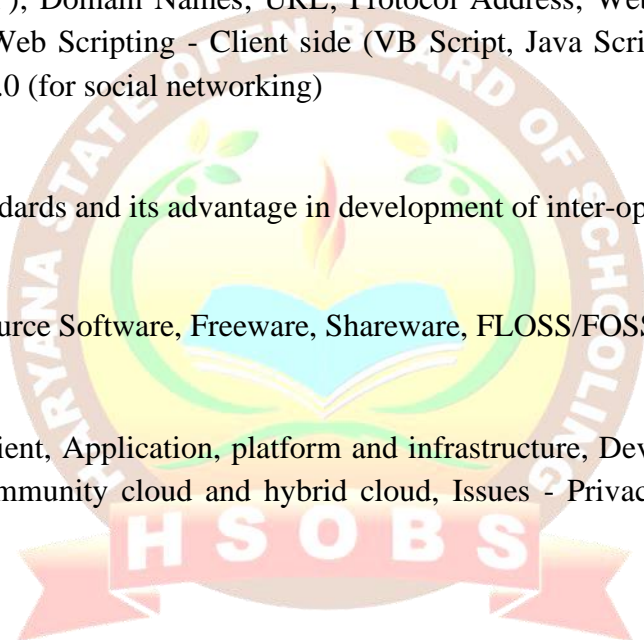 ), Domain Names, URL, Protocol Address, Web
Web Scripting - Client side (VB Script, Java Scri
.0 (for social networking)
HARYANA STATE OPEN BOARD OF SCHOOLING
dards and its advantage in development of inter-op
urce Software, Freeware, Shareware, FLOSS/FOSS
ient, Application, platform and infrastructure, Dev
mmunity cloud and hybrid cloud, Issues - Privac
HSOBS